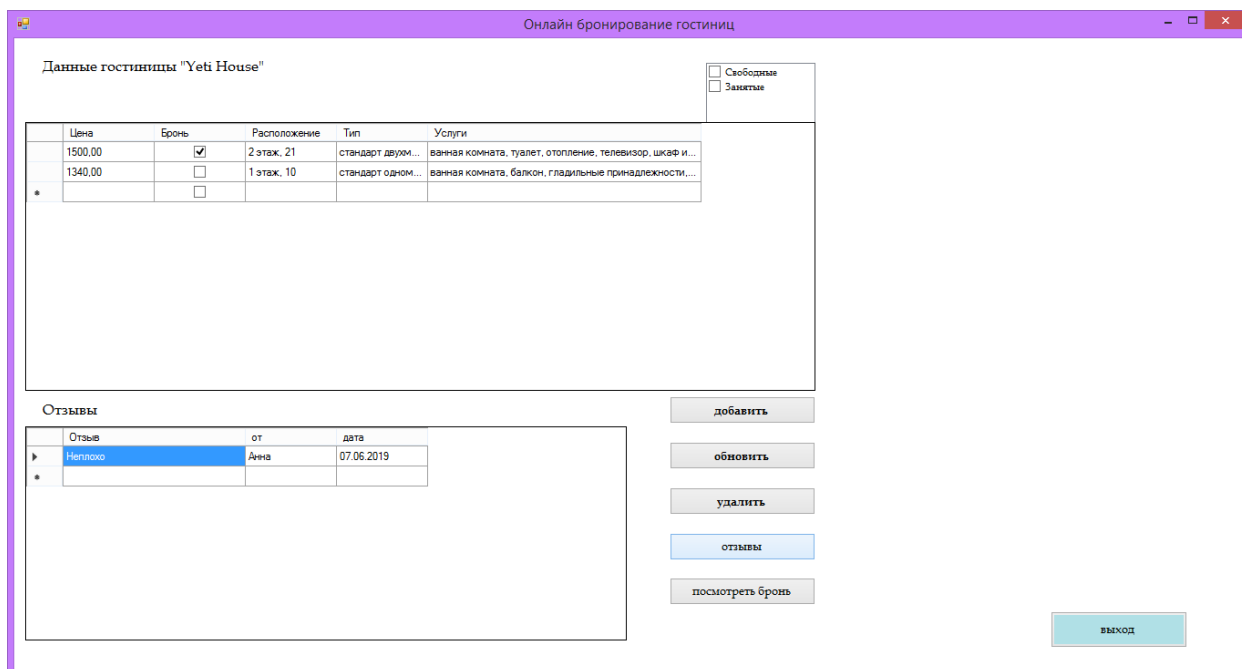 Онлайн бронирование гостиниц
Данные гостиницы "Yeti House"
Свободные
Занятые
Цена Бронь Расположение Тип Услуги
1500,00 2 этаж, 21 стандарт двухм... ванная комната, туалет, отопление, телевизор, шкаф и...
1340,00 1 этаж, 10 стандарт одном... ванная комната, балкон, гладильные принадлежности,...
Отзывы
Отзыв от дата
Неплохо Анна 07.06.2019
добавить
обновить
удалить
отзывы
посмотреть бронь
выход